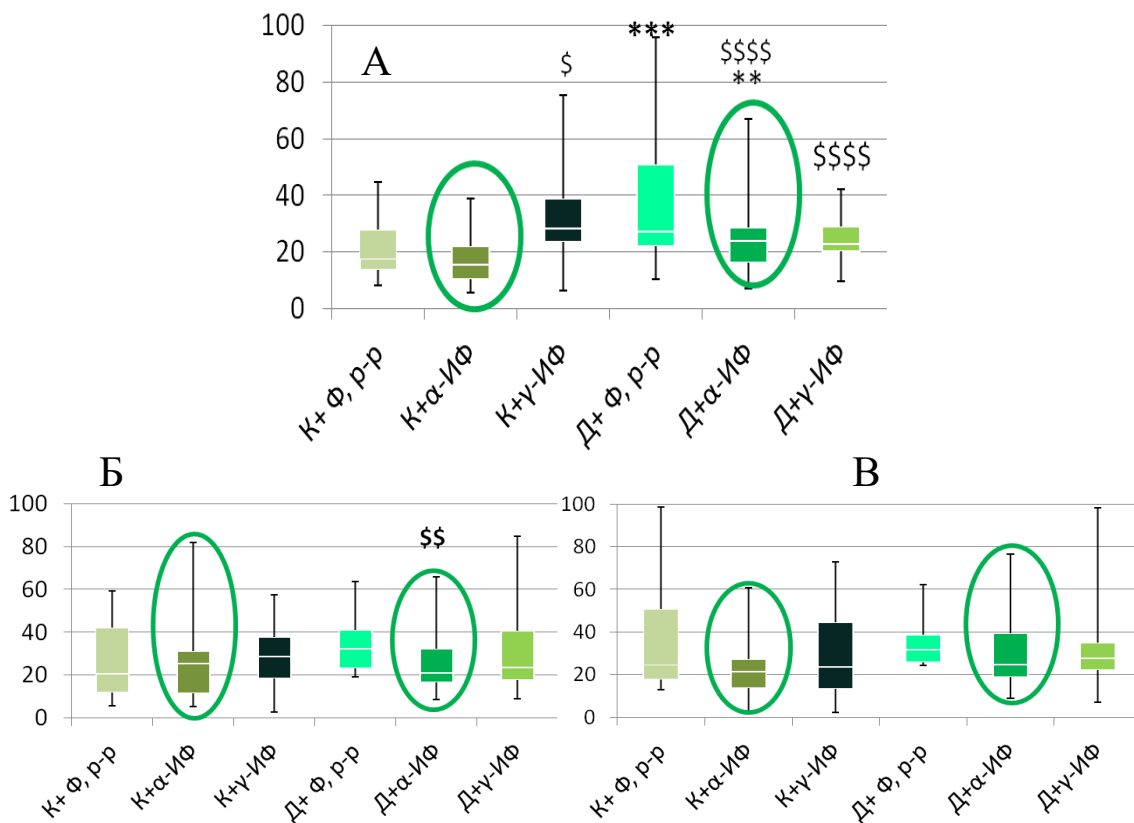 А
100
80
60
40
20
0
$
***
$$$$
**
$$$$
К+ Ф, р-р
К+α-ИФ
К+γ-ИФ
Д+ Ф, р-р
Д+α-ИФ
Д+γ-ИФ
Б
100
80
60
40
20
0
$$
К+ Ф, р-р
К+α-ИФ
К+γ-ИФ
Д+ Ф, р-р
Д+α-ИФ
Д+γ-ИФ
В
100
80
60
40
20
0
К+ Ф, р-р
К+α-ИФ
К+γ-ИФ
Д+ Ф, р-р
Д+α-ИФ
Д+γ-ИФ